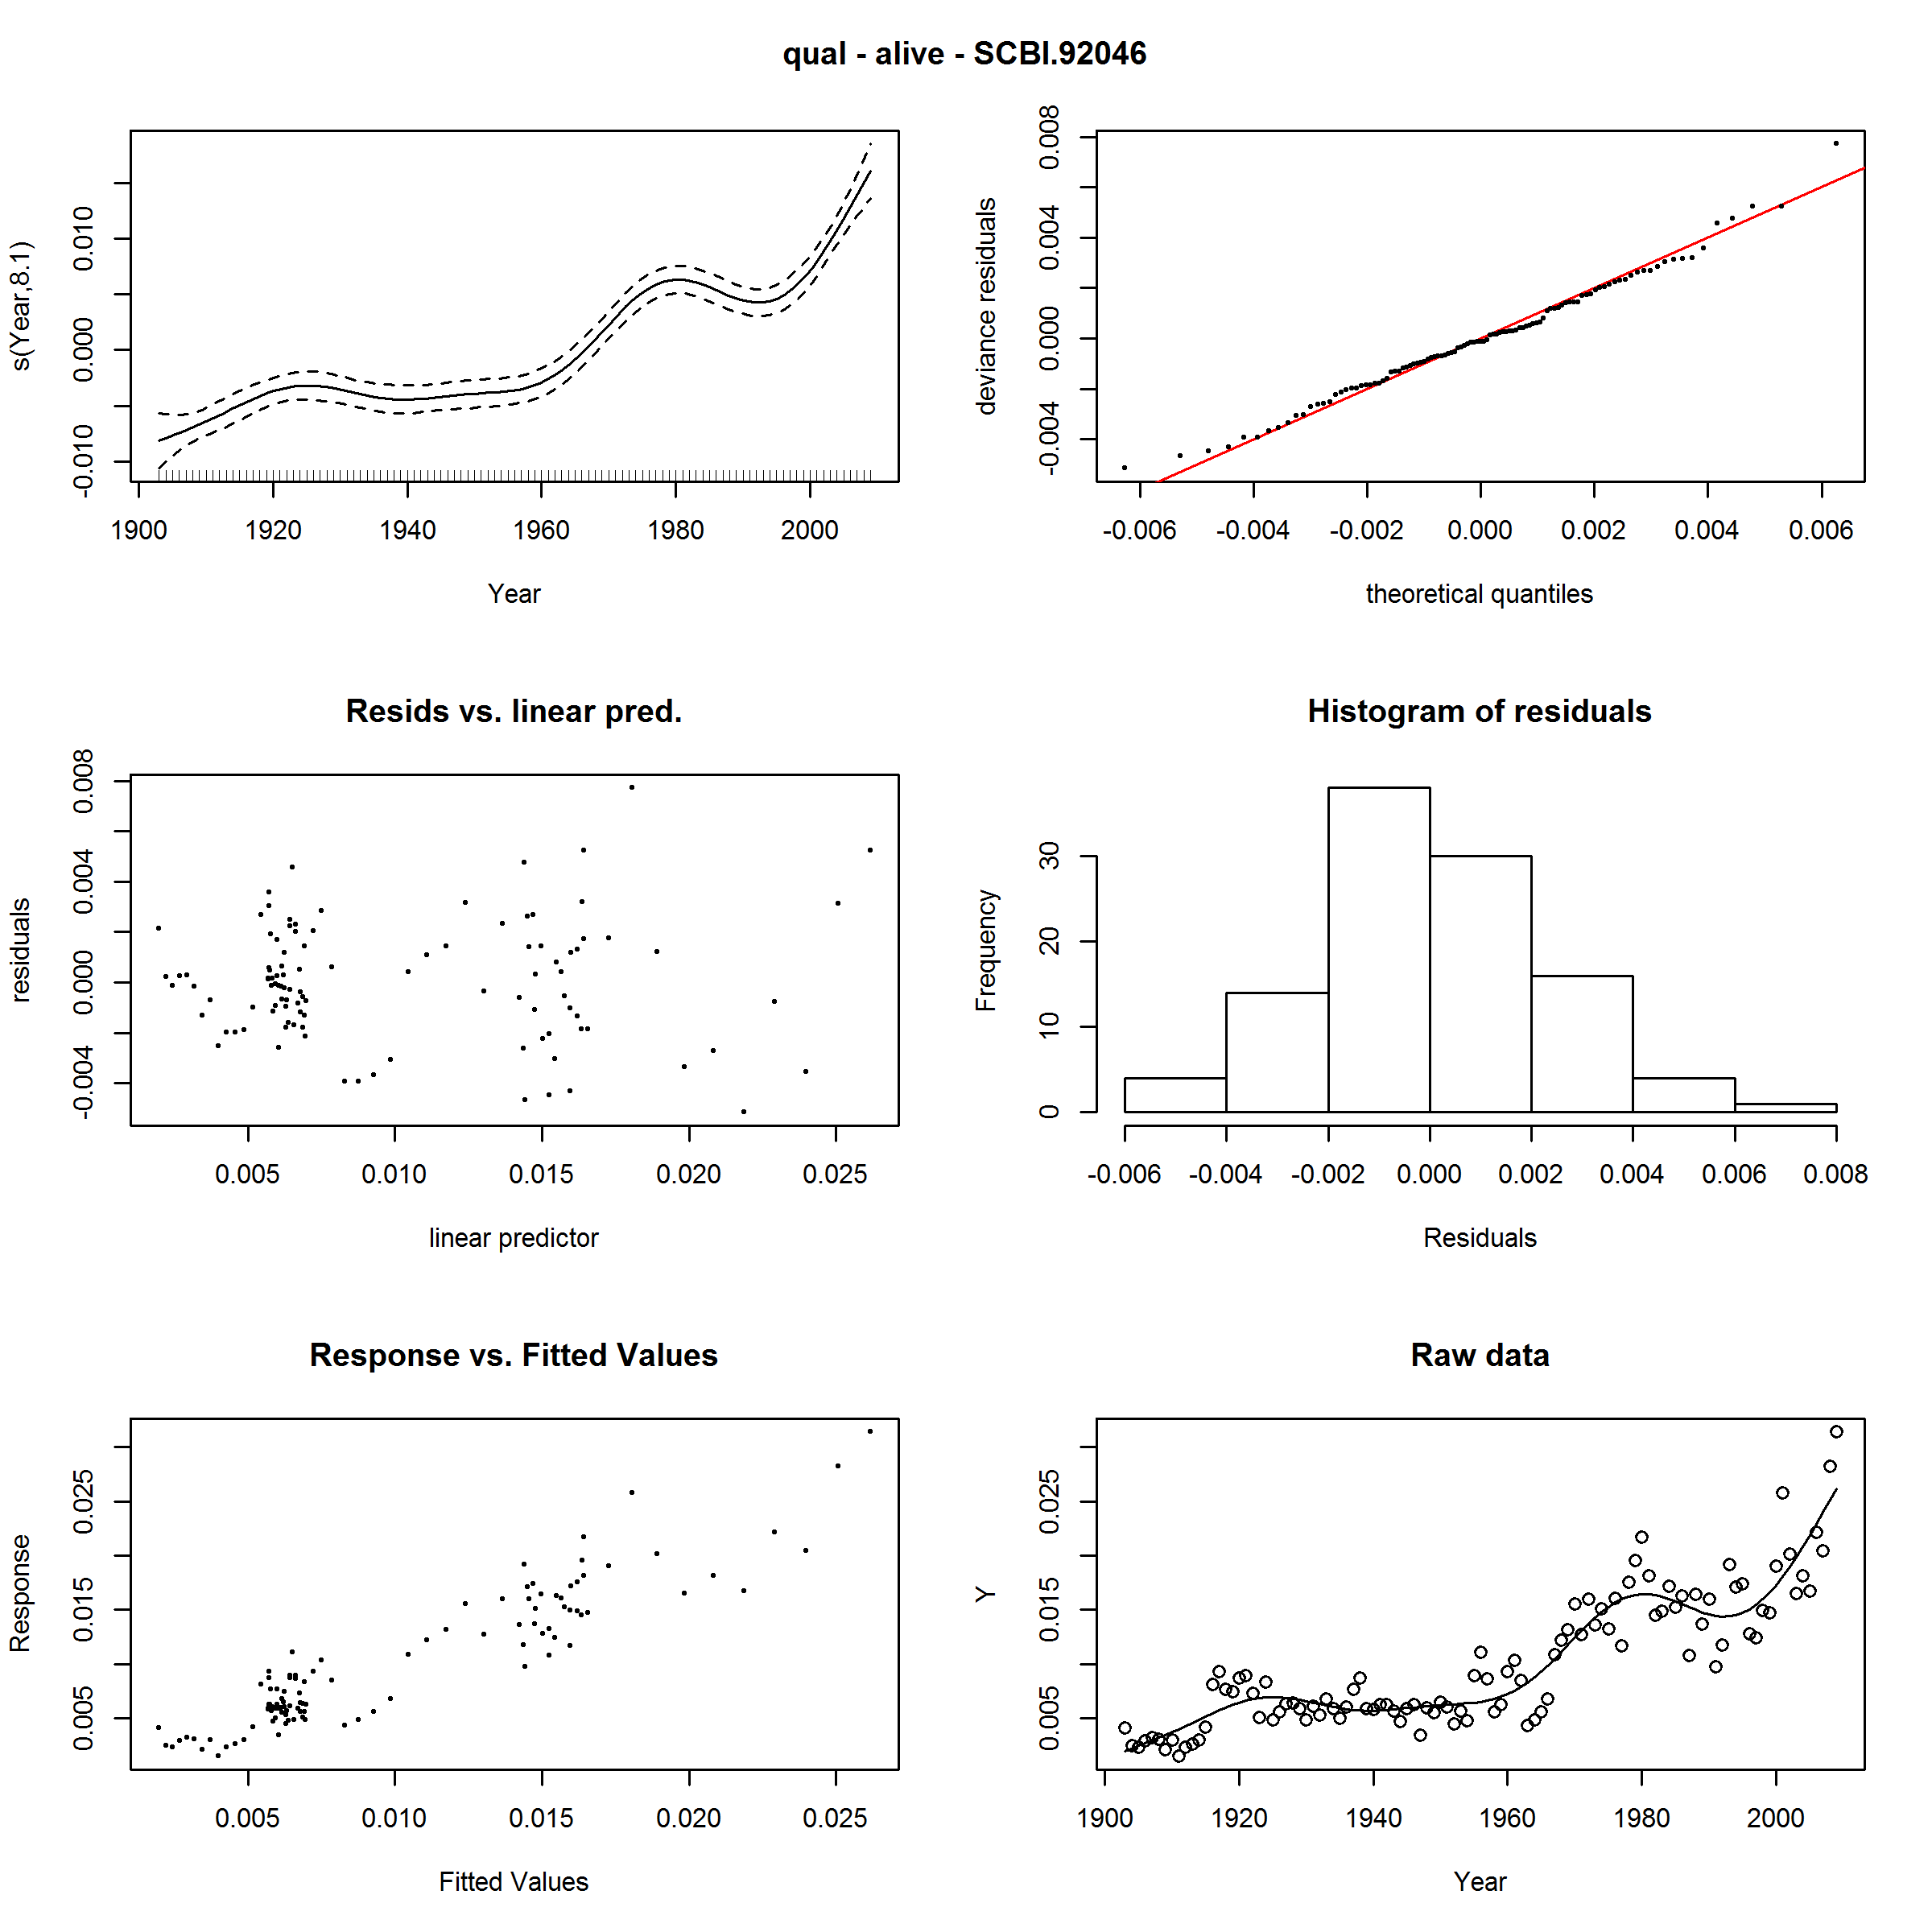 qual - alive - SCBI.92046
s(Year,8.1)
-0.010 0.000 0.010
1900 1920 1940 1960 1980 2000
Year
deviance residuals
-0.004 0.000 0.004 0.008
-0.006 -0.004 -0.002 0.000 0.002 0.004 0.006
theoretical quantiles
Resids vs. linear pred.
residuals
-0.004 0.000 0.004 0.008
0.005 0.010 0.015 0.020 0.025
linear predictor
Histogram of residuals
Frequency
0 10 20 30
-0.006 -0.004 -0.002 0.000 0.002 0.004 0.006 0.008
Residuals
Response vs. Fitted Values
Response
0.005 0.015 0.025
0.005 0.010 0.015 0.020 0.025
Fitted Values
Raw data
Y
0.005 0.015 0.025
1900 1920 1940 1960 1980 2000
Year